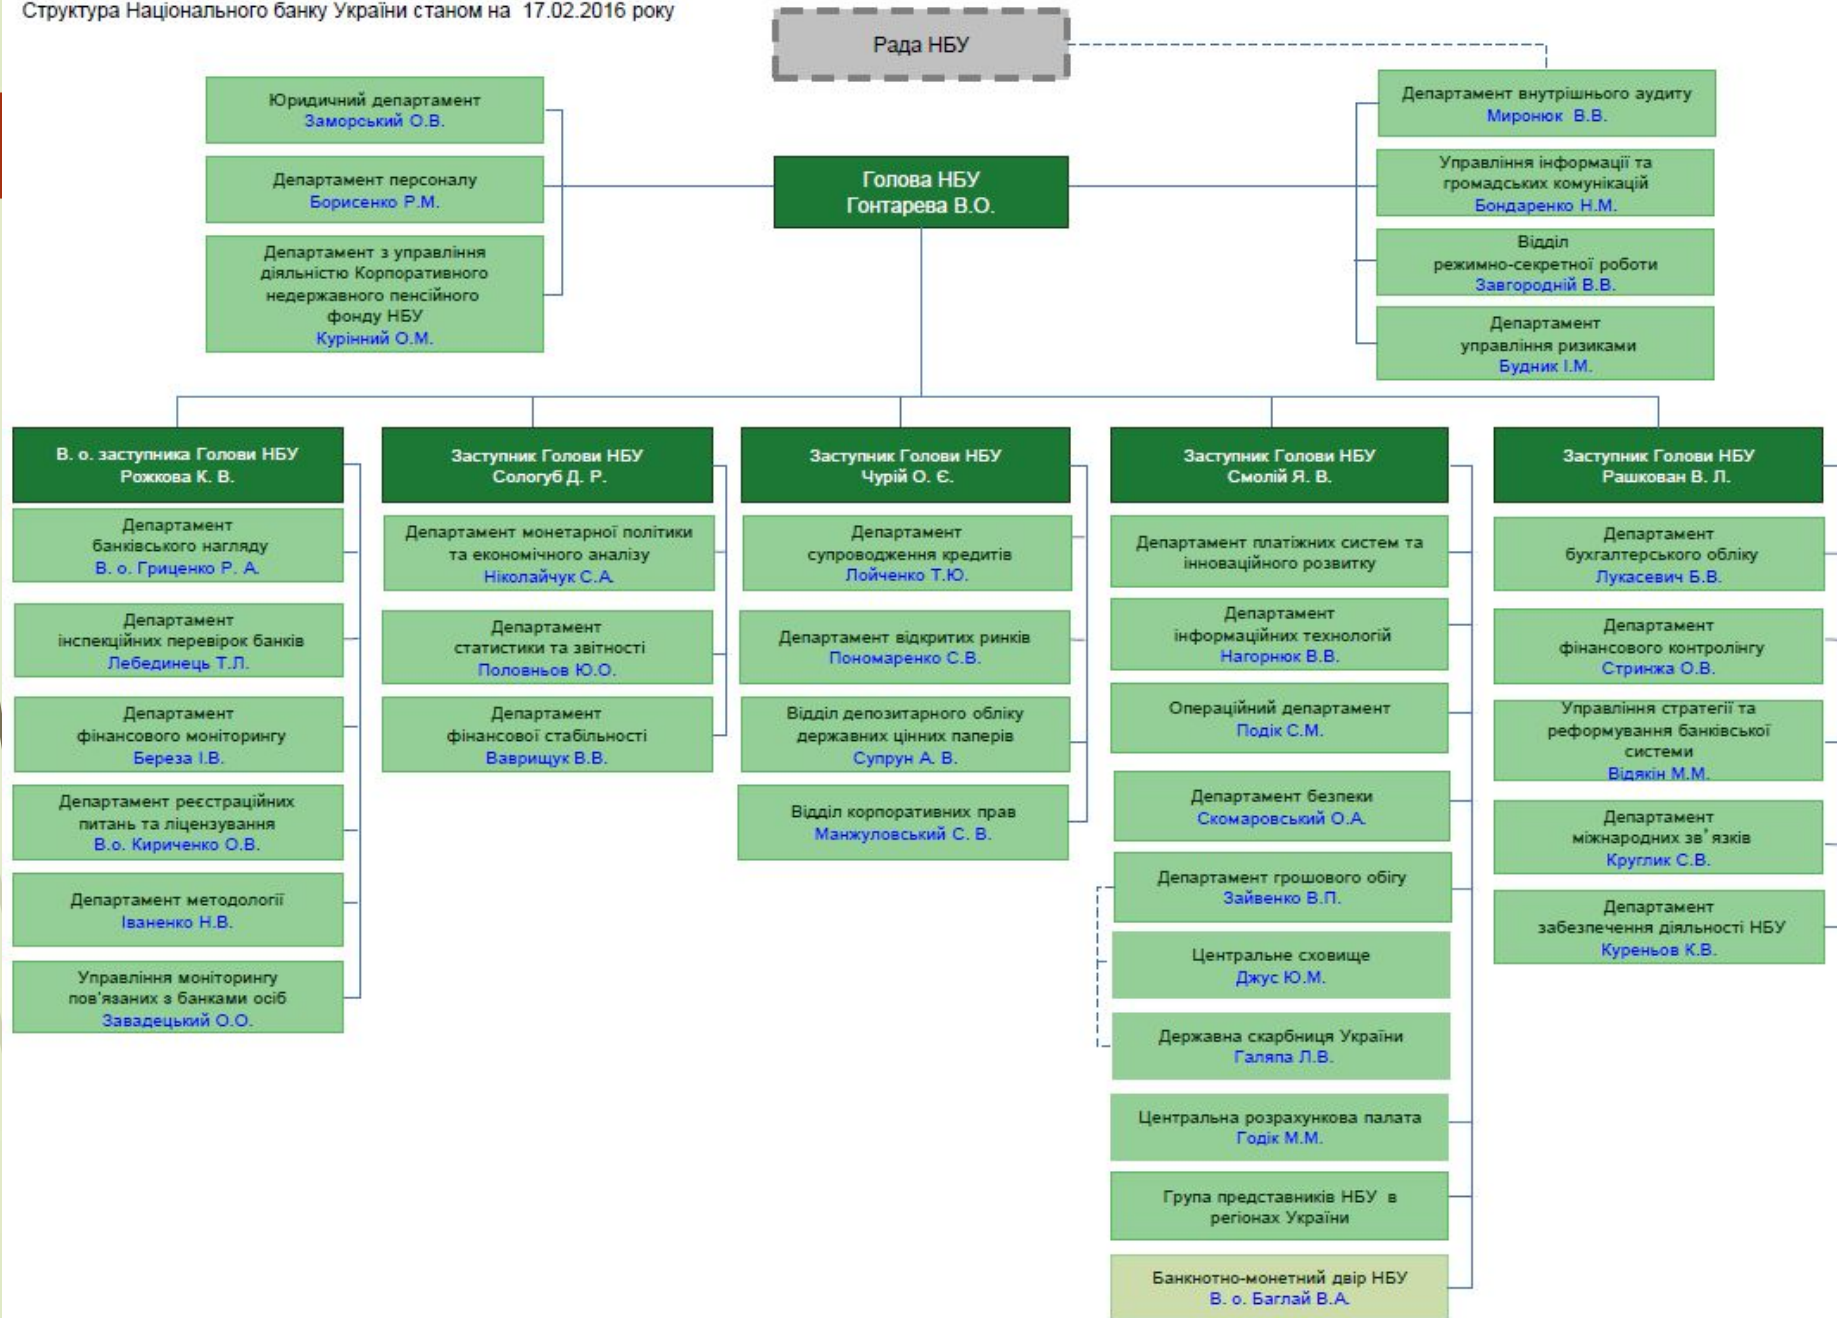 Структура Національного банку України станом на 17.02.2016 року
Рада НБУ
Юридичний департамент
Заморський О.В.
Департамент персоналу
Борисенко Р.М.
Департамент з управління
діяльністю Корпоративного
недержавного пенсійного
фонду НБУ
Курінний О.М.
Голова НБУ
Гонтарева В.О.
Департамент внутрішнього аудиту
Миронюк В.В.
Управління інформації та
громадських комунікацій
Бондаренко Н.М.
Відділ
режимно-секретної роботи
Завгородній В.В.
Департамент
управління ризиками
Будник І.М.
В. о. заступника Голови НБУ
Рожкова К. В.
Департамент
банківського нагляду
В. о. Гриценко Р. А.
Департамент
інспекційних перевірок банків
Лебединець Т.Л.
Департамент
фінансового моніторингу
Береза І.В.
Департамент реєстраційних
питань та ліцензування
В.о. Кириченко О.В.
Департамент методології
Іваненко Н.В.
Управління моніторингу
пов'язаних з банками осіб
Завадецький О.О.
Заступник Голови НБУ
Сологуб Д. Р.
Департамент монетарної політики
та економічного аналізу
Ніколайчук С.А.
Департамент
статистики та звітності
Половньов Ю.О.
Департамент
фінансової стабільності
Ваврищук В.В.
Заступник Голови НБУ
Чурій О. Є.
Департамент
супроводження кредитів
Лойченко Т.Ю.
Департамент відкритих ринків
Пономаренко С.В.
Відділ депозитарного обліку
державних цінних паперів
Супрун А. В.
Відділ корпоративних прав
Манжуловський С. В.
Заступник Голови НБУ
Смолій Я. В.
Департамент платіжних систем та
інноваційного розвитку
Департамент
інформаційних технологій
Нагорнюк В.В.
Операційний департамент
Подік С.М.
Департамент безпеки
Скомаровський О.А.
Департамент грошового обігу
Зайвенко В.П.
Центральне сховище
Джус Ю.М.
Державна скарбниця України
Галяпа Л.В.
Центральна розрахункова палата
Годік М.М.
Група представників НБУ в
регіонах України
Банкнотно-монетний двір НБУ
В. о. Баглай В.А.
Заступник Голови НБУ
Рашкован В. Л.
Департамент
бухгалтерського обліку
Лукасевич Б.В.
Департамент
фінансового контролінгу
Стринжа О.В.
Управління стратегії та
реформування банківської
системи
Відякін М.М.
Департамент
міжнародних зв'язків
Круглик С.В.
Департамент
забезпечення діяльності НБУ
Куреньов К.В.